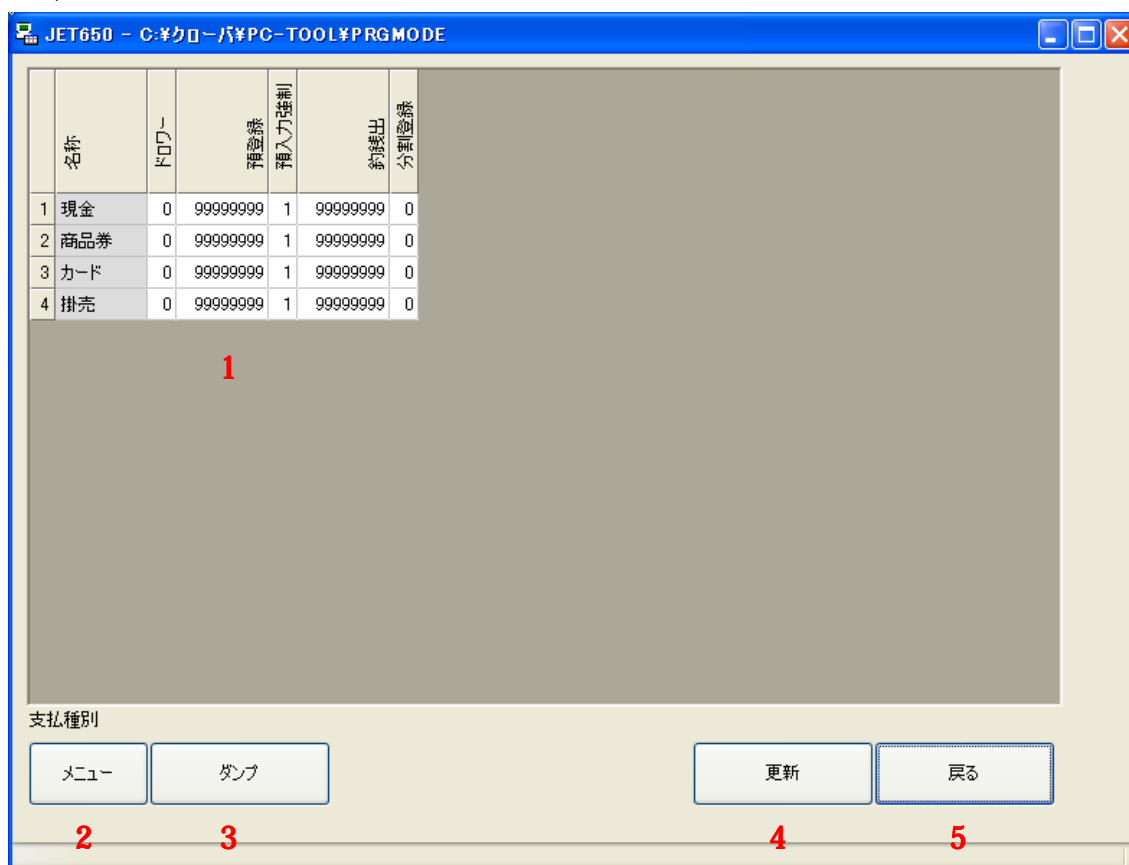 JET650 - C:¥クローバ¥PC-TOOL¥PRGMODE
名称 ドロワー 預登録 預入力強制 釣銭出 分割登録
1 現金 0 99999999 1 99999999 0
2 商品券 0 99999999 1 99999999 0
3 カード 0 99999999 1 99999999 0
4 掛売 0 99999999 1 99999999 0
1
支払種別
メニュー ダンプ 更新 戻る
2 3 4 5